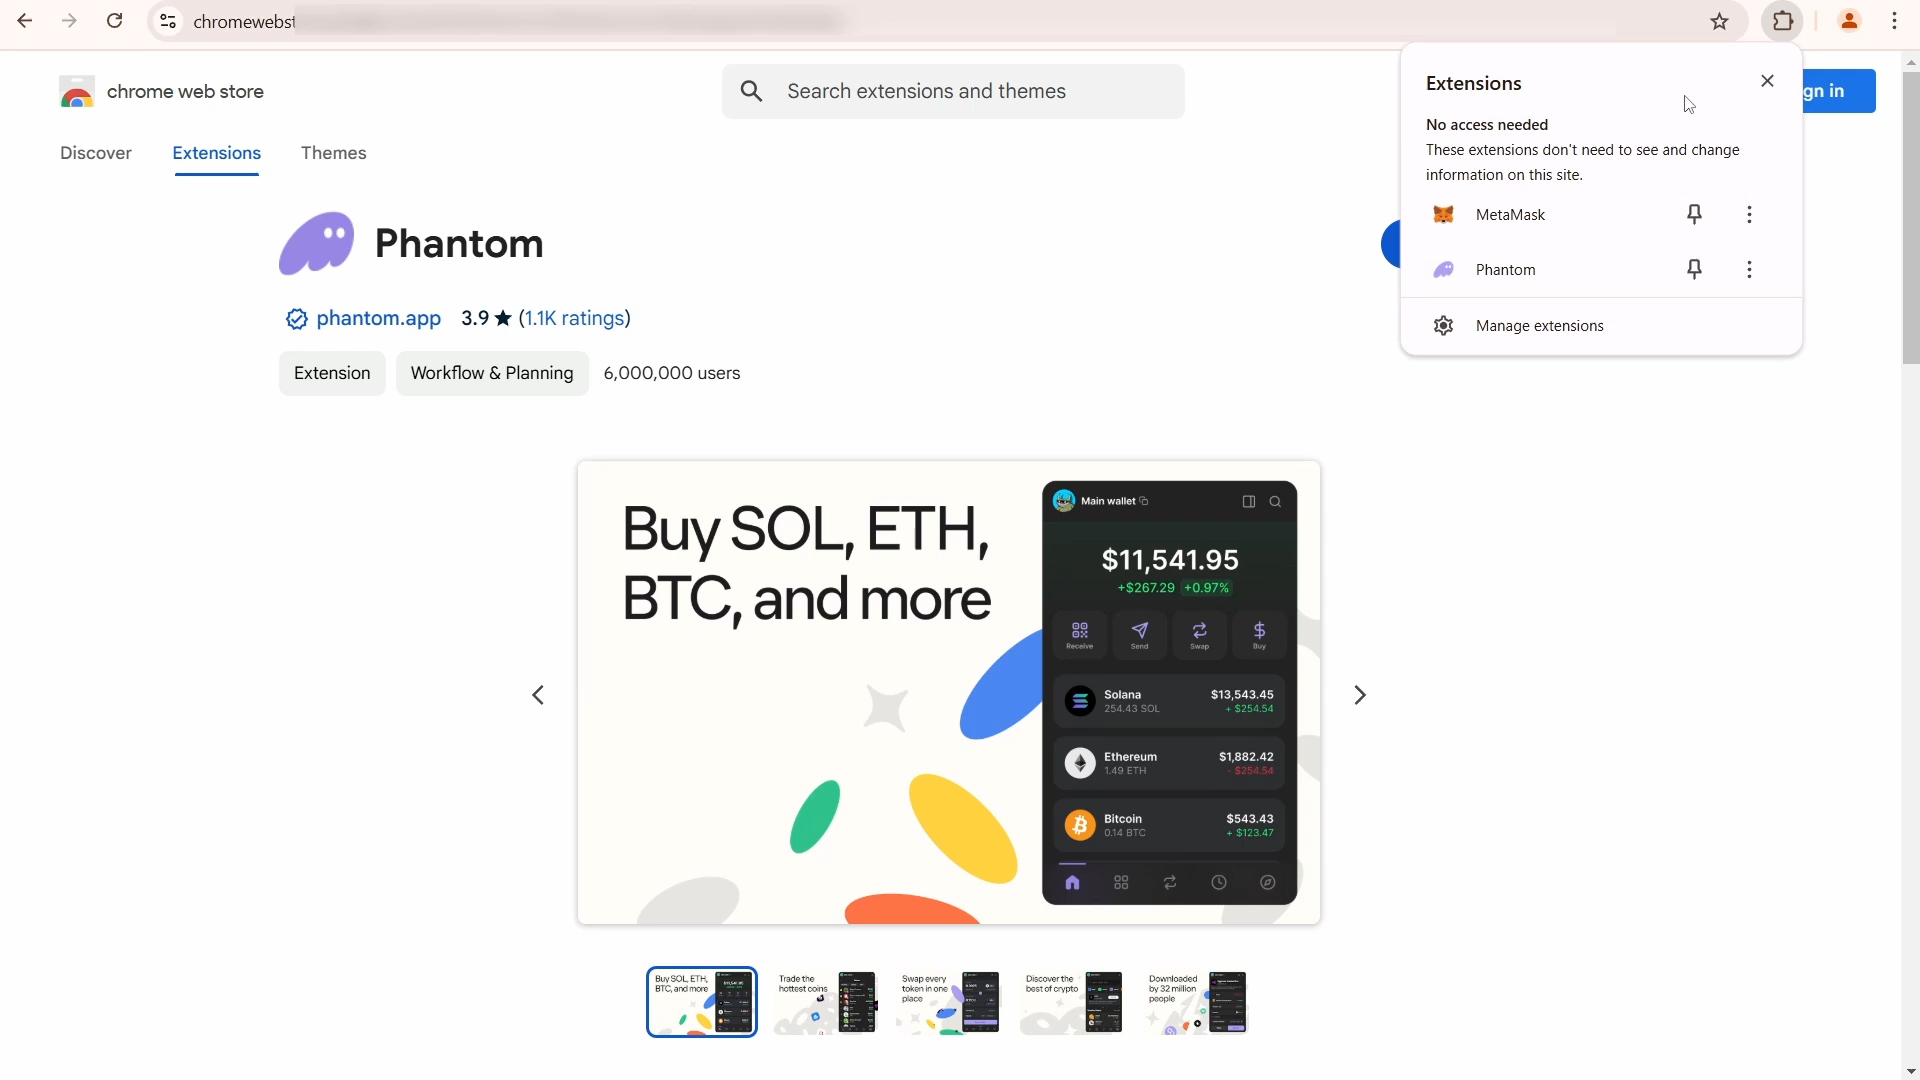 chromewebst
chrome web store
Search extensions and themes
gn in
Discover
Extensions
Themes
Extensions
No access needed
These extensions don't need to see and change
information on this site.
MetaMask
Phantom
Manage extensions
Phantom
phantom.app 3.9 ★ (1.1K ratings)
Extension
Workflow & Planning
6,000,000 users
Buy SOL, ETH,
BTC, and more
Main wallet
$11,541.95
+$267.29 +0.97%
Receive
Send
Swap
Buy
Solana $13,543.45
254.43 SOL + $254.54
Ethereum $1,882.42
1.49 ETH - $254.54
Bitcoin $543.43
0.14 BTC + $123.47
Buy SOL, ETH,
BTC, and more
Trade the
hottest coins
Swap every
token in one
place
Discover the
best of crypto
Downloaded
by 32 million
people